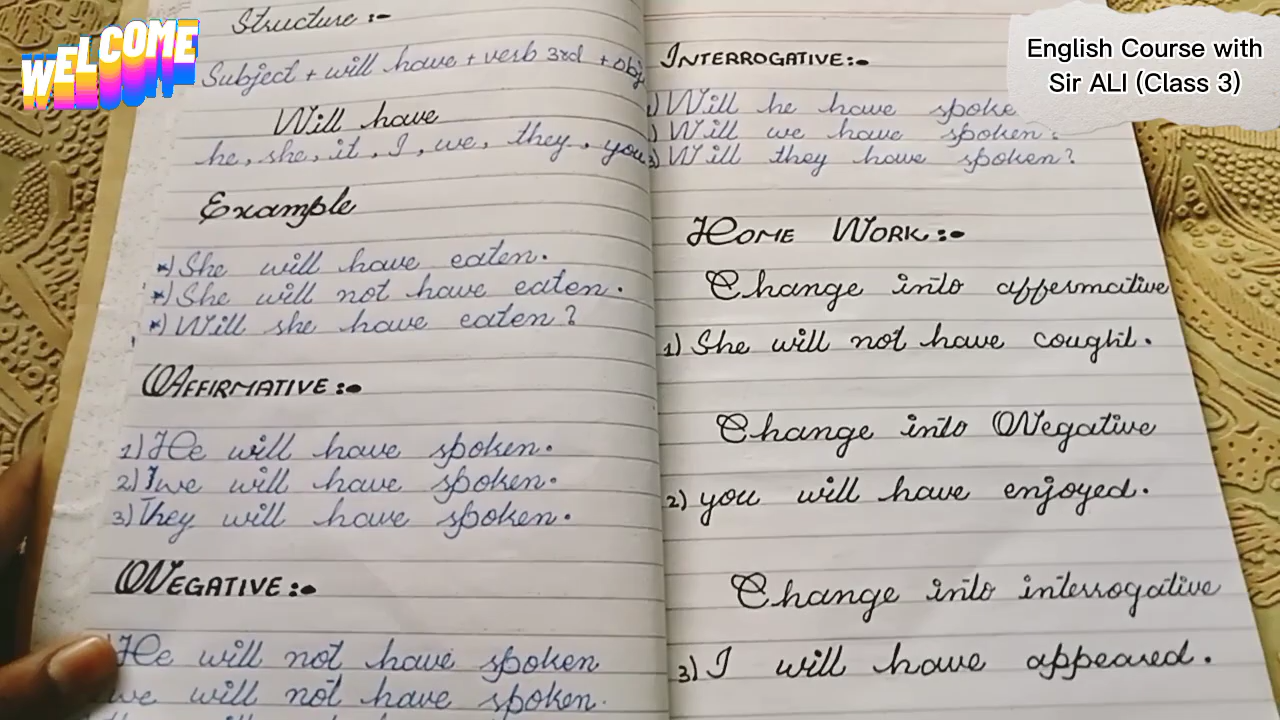 WELCOME
English Course with
Sir ALI (Class 3)
Structure :-
Subject + will have + verb 3rd + obj
Will have
he, she, it, I, we, they, you
Example
*) She will have eaten.
*) She will not have eaten.
*) Will she have eaten?
AFFIRMATIVE:-
1) He will have spoken.
2) we will have spoken.
3) They will have spoken.
NEGATIVE:-
He will not have spoken
we will not have spoken.
INTERROGATIVE:-
1) Will he have spoke
) Will we have spoken?
3) Will they have spoken?
HOME WORK:-
Change into affermative
1) She will not have cought.
Change into Negative
2) you will have enjoyed.
Change into interrogative
3) I will have appeared.